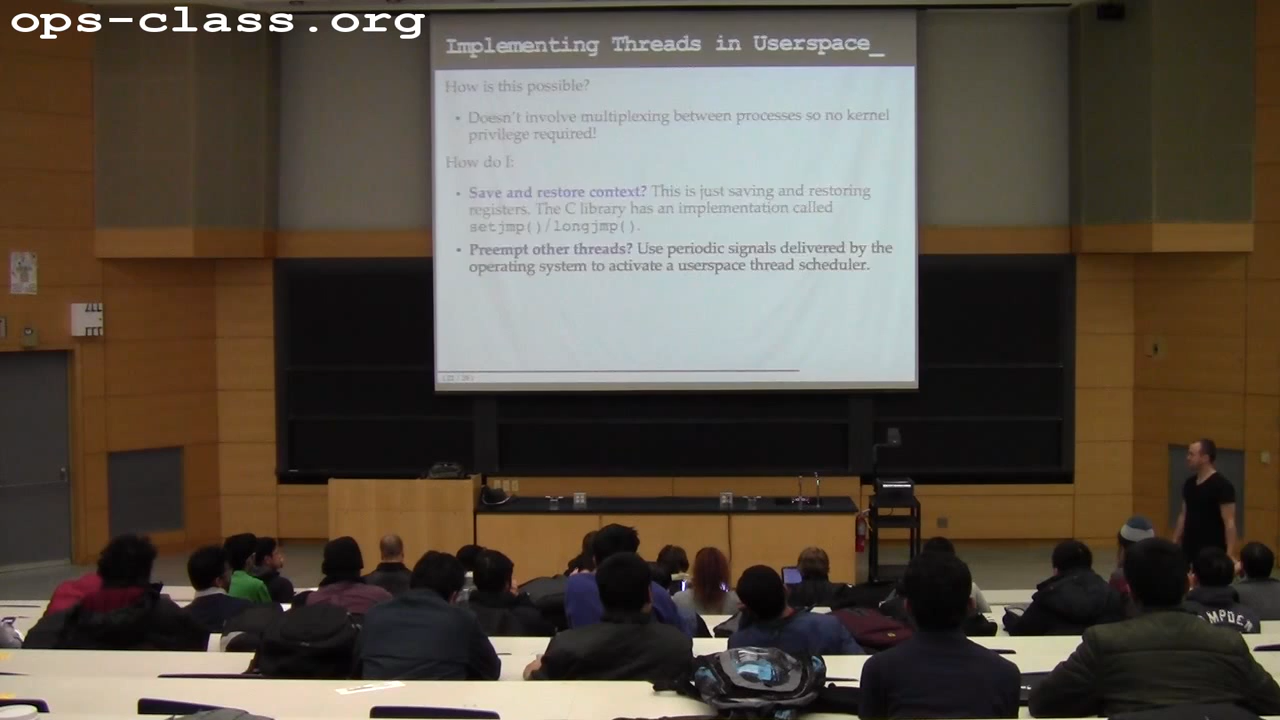 ops-class.org
Implementing Threads in Userspace_
How is this possible?
• Doesn't involve multiplexing between processes so no kernel
privilege required!
How do I:
• Save and restore context? This is just saving and restoring
registers. The C library has an implementation called
setjmp()/longjmp().
• Preempt other threads? Use periodic signals delivered by the
operating system to activate a userspace thread scheduler.